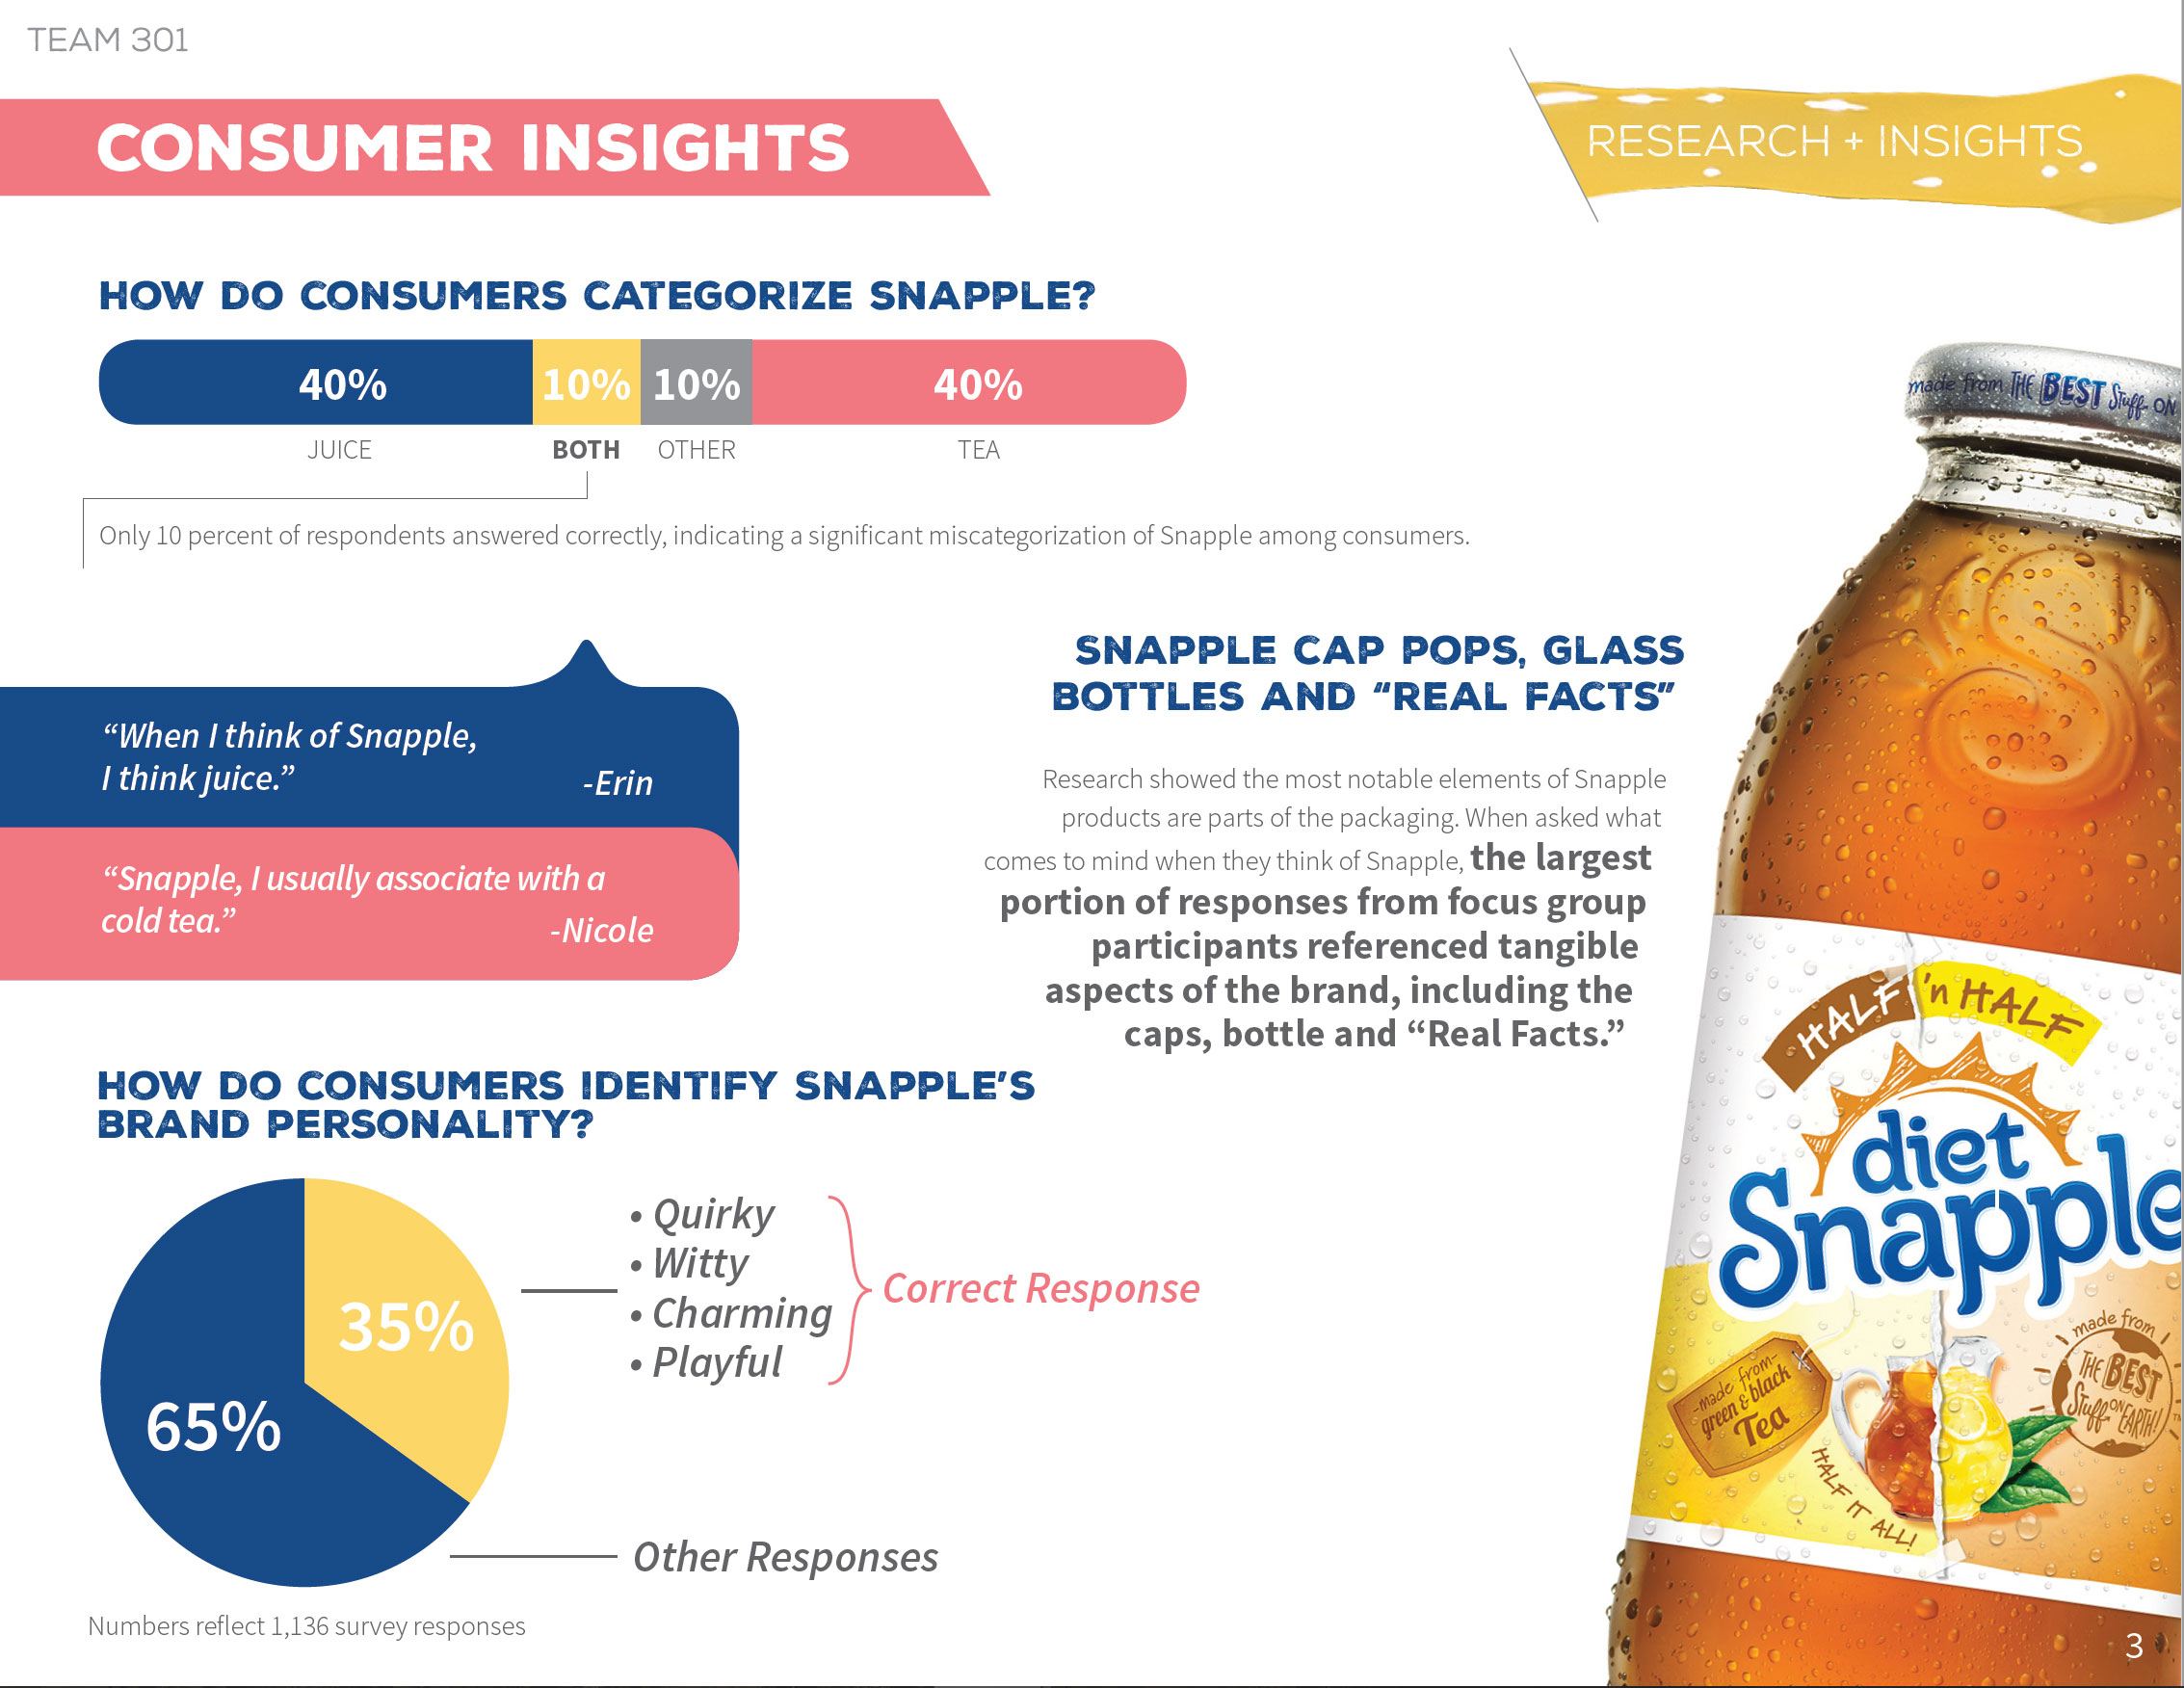 TEAM 301
CONSUMER INSIGHTS
RESEARCH + INSIGHTS
HOW DO CONSUMERS CATEGORIZE SNAPPLE?
40%
10%
10%
40%
JUICE
BOTH
OTHER
TEA
Only 10 percent of respondents answered correctly, indicating a significant miscategorization of Snapple among consumers.
“When I think of Snapple,
I think juice.”
-Erin
“Snapple, I usually associate with a
cold tea.”
-Nicole
SNAPPLE CAP POPS, GLASS
BOTTLES AND “REAL FACTS”
Research showed the most notable elements of Snapple
products are parts of the packaging. When asked what
comes to mind when they think of Snapple, the largest
portion of responses from focus group
participants referenced tangible
aspects of the brand, including the
caps, bottle and “Real Facts.”
HOW DO CONSUMERS IDENTIFY SNAPPLE’S
BRAND PERSONALITY?
35%
65%
• Quirky
• Witty
• Charming
• Playful
Correct Response
Other Responses
Numbers reflect 1,136 survey responses
made from THE BEST Stuff ON
HALF 'n HALF
diet
Snapple
-made from-
green & black
Tea
HALF IT ALL!
made from
THE BEST
Stuff ON
EARTH!
3